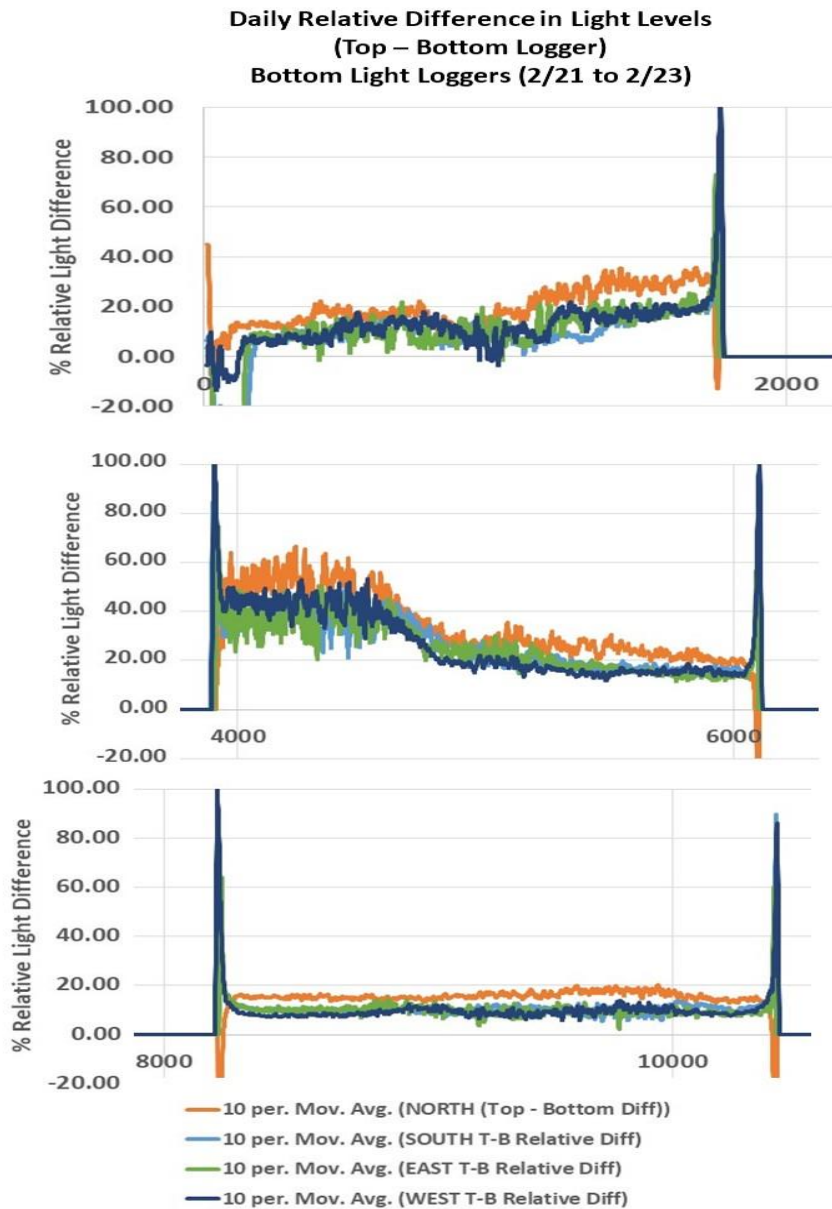 Daily Relative Difference in Light Levels
(Top – Bottom Logger)
Bottom Light Loggers (2/21 to 2/23)
% Relative Light Difference
100.00
80.00
60.00
40.00
20.00
0.00
-20.00
0
2000
% Relative Light Difference
100.00
80.00
60.00
40.00
20.00
0.00
-20.00
4000
6000
% Relative Light Difference
100.00
80.00
60.00
40.00
20.00
0.00
-20.00
8000
10000
10 per. Mov. Avg. (NORTH (Top - Bottom Diff))
10 per. Mov. Avg. (SOUTH T-B Relative Diff)
10 per. Mov. Avg. (EAST T-B Relative Diff)
10 per. Mov. Avg. (WEST T-B Relative Diff)